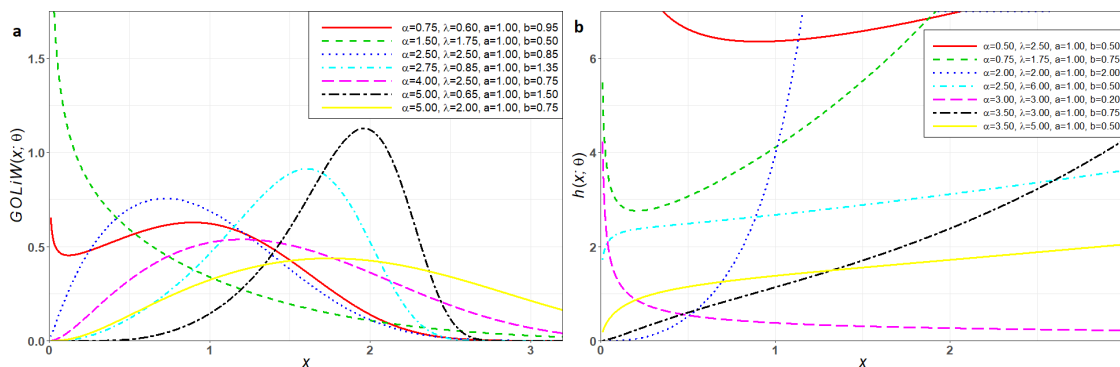 a
α=0.75, λ=0.60, a=1.00, b=0.95
α=1.50, λ=1.75, a=1.00, b=0.50
α=2.50, λ=2.50, a=1.00, b=0.85
α=2.75, λ=0.85, a=1.00, b=1.35
α=4.00, λ=2.50, a=1.00, b=0.75
α=5.00, λ=0.65, a=1.00, b=1.50
α=5.00, λ=2.00, a=1.00, b=0.75
GOLiW(x; θ)
1.5
1.0
0.5
0.0
0
1
2
3
x
b
α=0.50, λ=2.50, a=1.00, b=0.50
α=0.75, λ=1.75, a=1.00, b=0.75
α=2.00, λ=2.00, a=1.00, b=2.00
α=2.50, λ=6.00, a=1.00, b=0.50
α=3.00, λ=3.00, a=1.00, b=0.20
α=3.50, λ=3.00, a=1.00, b=0.75
α=3.50, λ=5.00, a=1.00, b=0.50
h(x; θ)
6
4
2
0
0
1
2
x